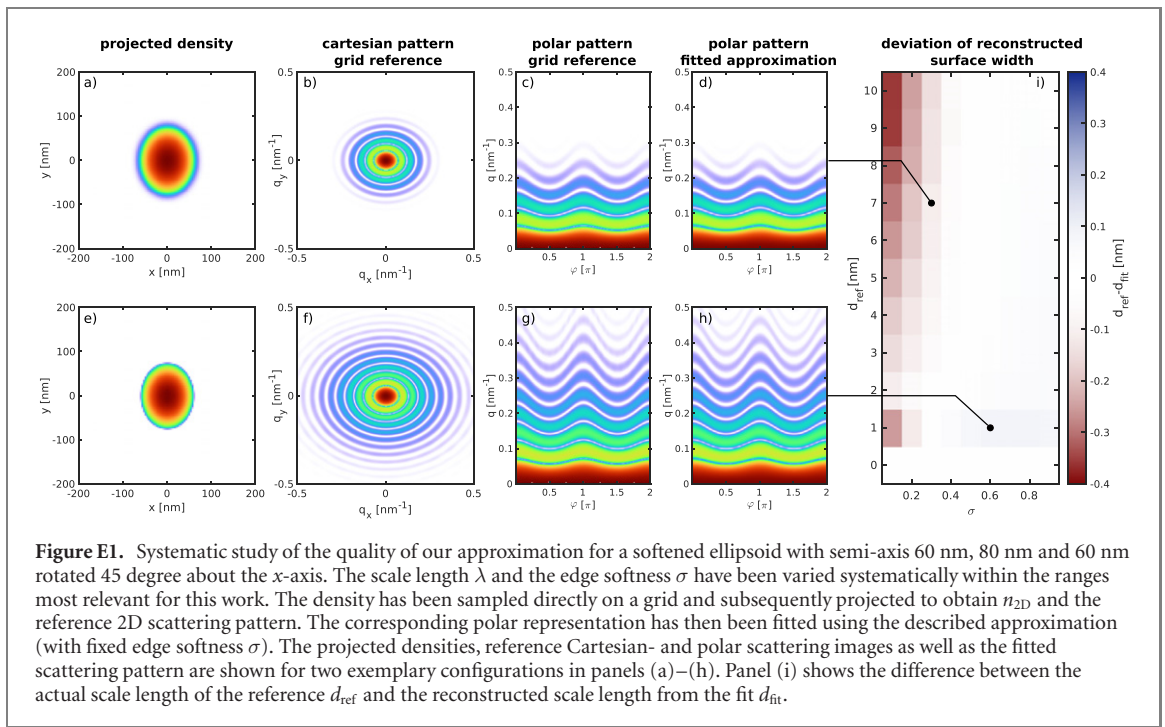 projected density
cartesian pattern
grid reference
polar pattern
grid reference
polar pattern
fitted approximation
deviation of reconstructed
surface width
a)
200
100
0
-100
-200
y [nm]
-200 -100 0 100 200
x [nm]
b)
0.5
0
-0.5
q_y [nm⁻¹]
-0.5 0 0.5
q_x [nm⁻¹]
c)
0.5
0.4
0.3
0.2
0.1
0
q [nm⁻¹]
0.5 1 1.5 2
φ [π]
d)
0.5
0.4
0.3
0.2
0.1
0
q [nm⁻¹]
0.5 1 1.5 2
φ [π]
e)
200
100
0
-100
-200
y [nm]
-200 -100 0 100 200
x [nm]
f)
0.5
0
-0.5
q_y [nm⁻¹]
0.5
q_x [nm⁻¹]
g)
0.5
0.4
0.3
0.2
0.1
0
q [nm⁻¹]
0.5 1 1.5 2
φ [π]
h)
0.5
0.4
0.3
0.2
0.1
0
q [nm⁻¹]
0.5 1 1.5 2
φ [π]
i)
10
9
8
7
6
5
4
3
2
1
0
d_ref [nm]
0.2 0.4 0.6 0.8
σ
0.4
0.3
0.2
0.1
0
-0.1
-0.2
-0.3
-0.4
d_ref-d_fit [nm]
Figure E1. Systematic study of the quality of our approximation for a softened ellipsoid with semi-axis 60 nm, 80 nm and 60 nm
rotated 45 degree about the x-axis. The scale length λ and the edge softness σ have been varied systematically within the ranges
most relevant for this work. The density has been sampled directly on a grid and subsequently projected to obtain n₂D and the
reference 2D scattering pattern. The corresponding polar representation has then been fitted using the described approximation
(with fixed edge softness σ). The projected densities, reference Cartesian- and polar scattering images as well as the fitted
scattering pattern are shown for two exemplary configurations in panels (a)–(h). Panel (i) shows the difference between the
actual scale length of the reference d_ref and the reconstructed scale length from the fit d_fit.